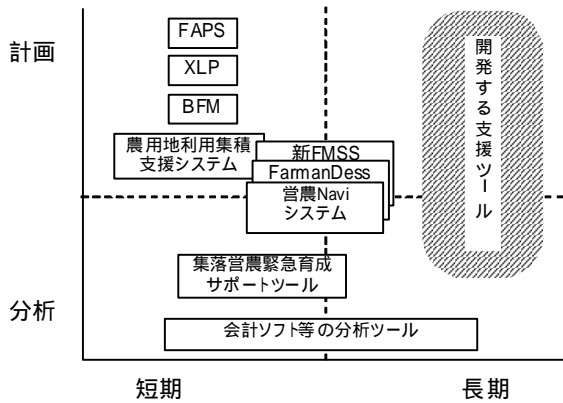 計画
FAPS
XLP
BFM
農用地利用集積
支援システム
新FMSS
FarmanDess
営農Navi
システム
開発する支援ツール
集落営農緊急育成
サポートツール
分析
会計ソフト等の分析ツール
短期
長期